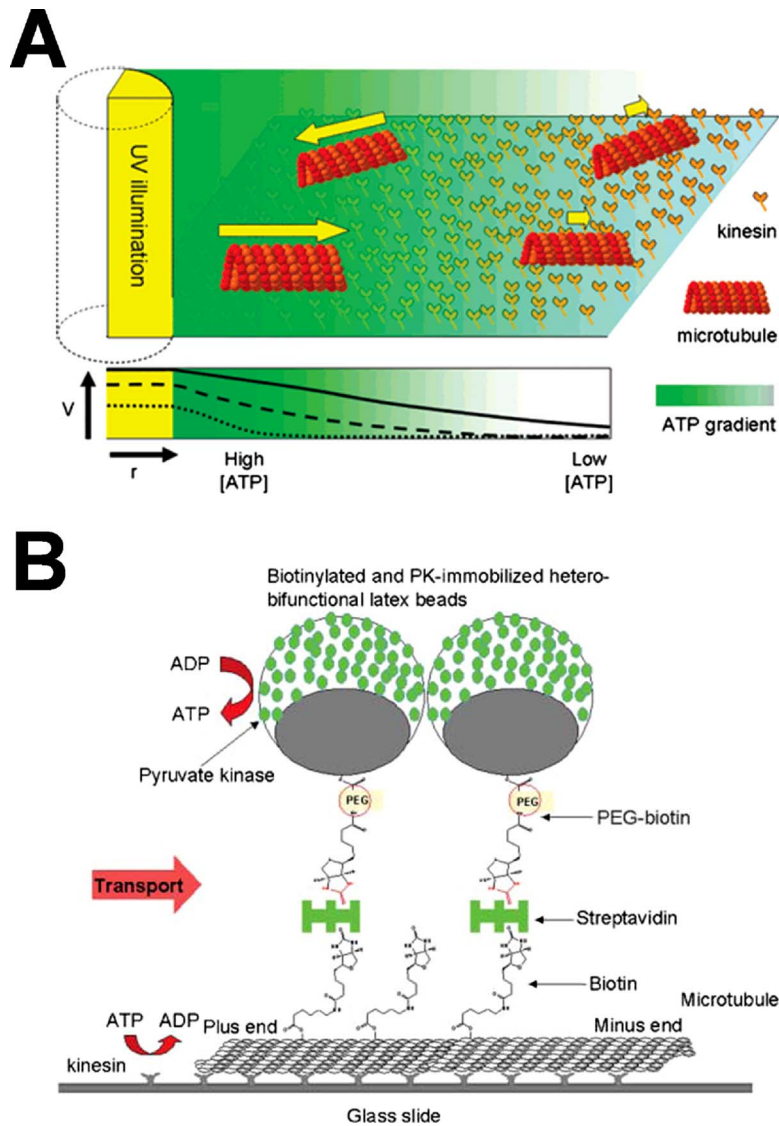 A
UV illumination
kinesin
microtubule
ATP gradient
V
r
High
[ATP]
Low
[ATP]
B
Biotinylated and PK-immobilized hetero-
bifunctional latex beads
ADP
ATP
Pyruvate kinase
PEG
PEG
PEG-biotin
Transport
Streptavidin
Biotin
Microtubule
ATP
ADP
Plus end
Minus end
kinesin
Glass slide